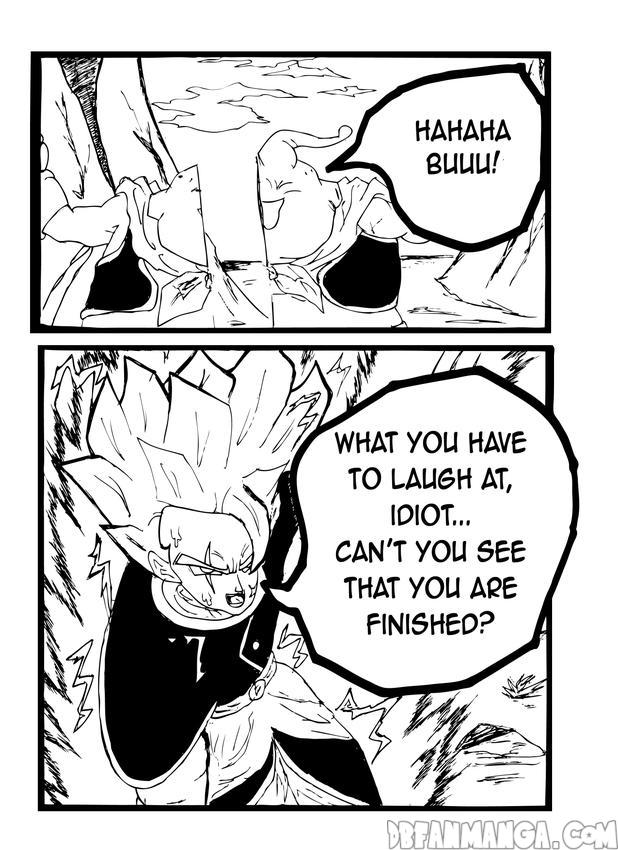 HAHAHA
BUUU!
WHAT YOU HAVE
TO LAUGH AT,
IDIOT...
CAN'T YOU SEE
THAT YOU ARE
FINISHED?
DBFANMANGA.COM